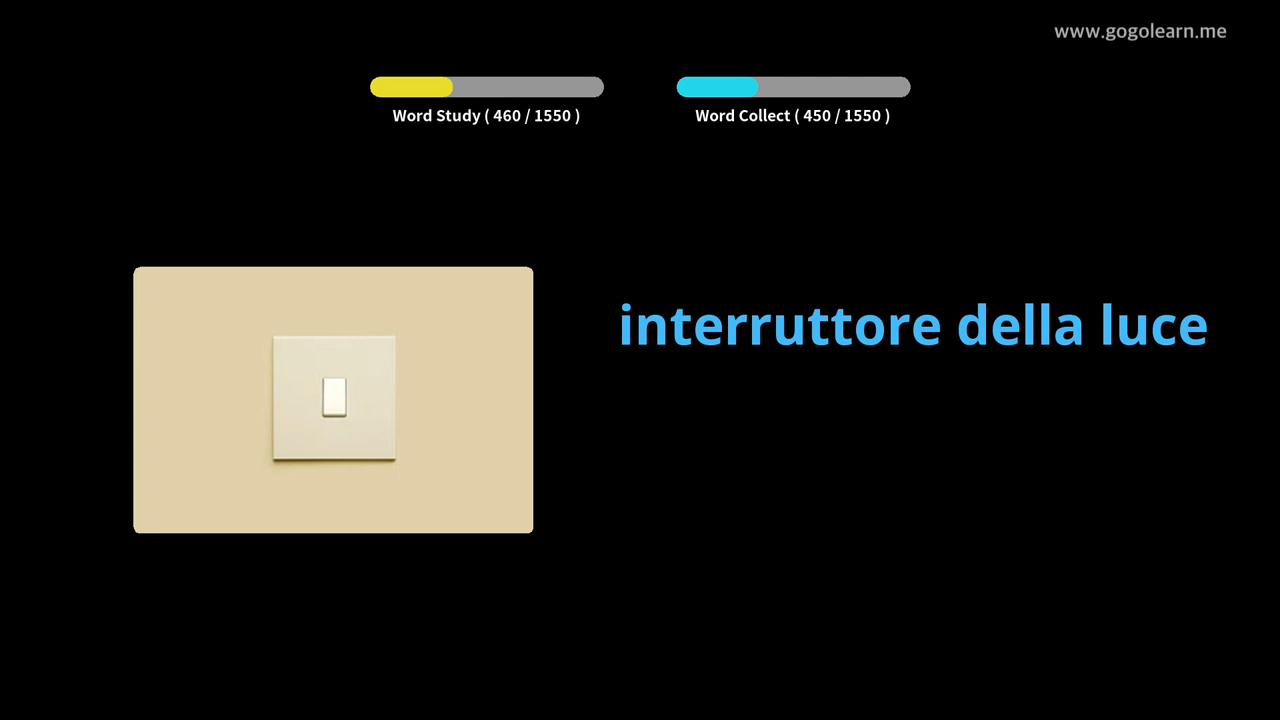 www.gogolearn.me
Word Study ( 460 / 1550 )
Word Collect ( 450 / 1550 )
interruttore della luce